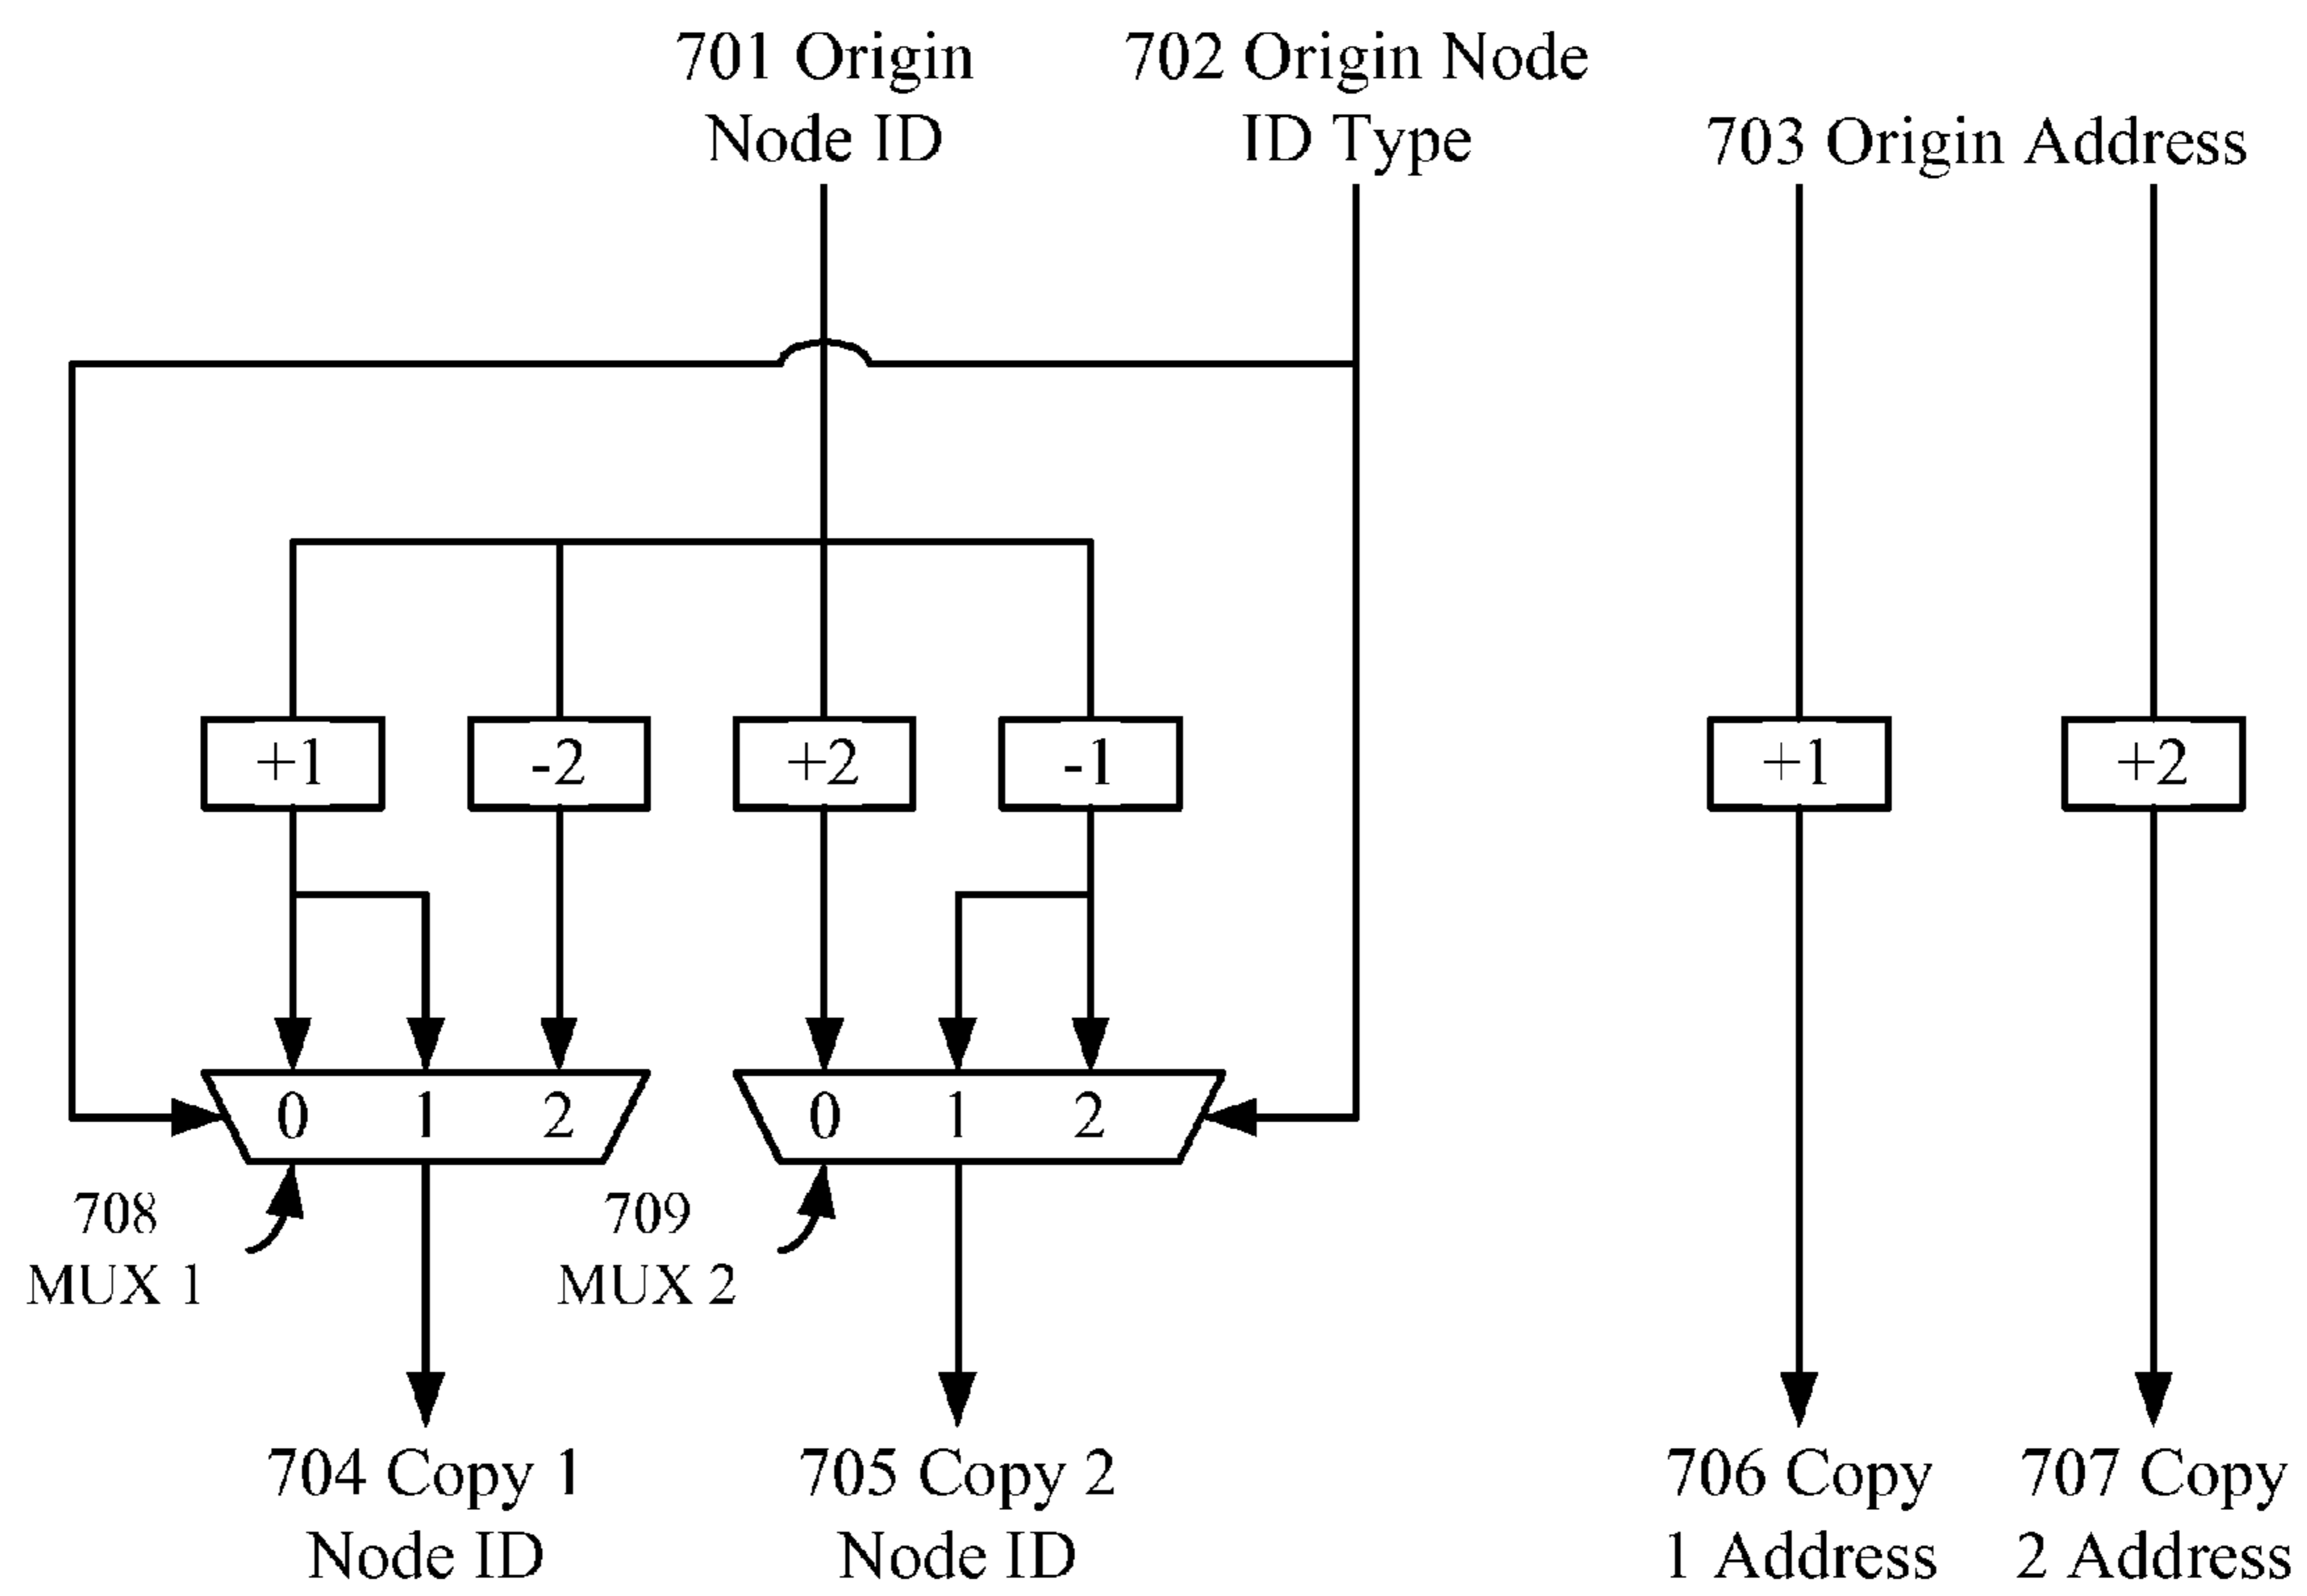 701 Origin
Node ID
702 Origin Node
ID Type
703 Origin Address
+1
-2
+2
-1
+1
+2
0 1 2
0 1 2
708
MUX 1
709
MUX 2
704 Copy 1
Node ID
705 Copy 2
Node ID
706 Copy
1 Address
707 Copy
2 Address